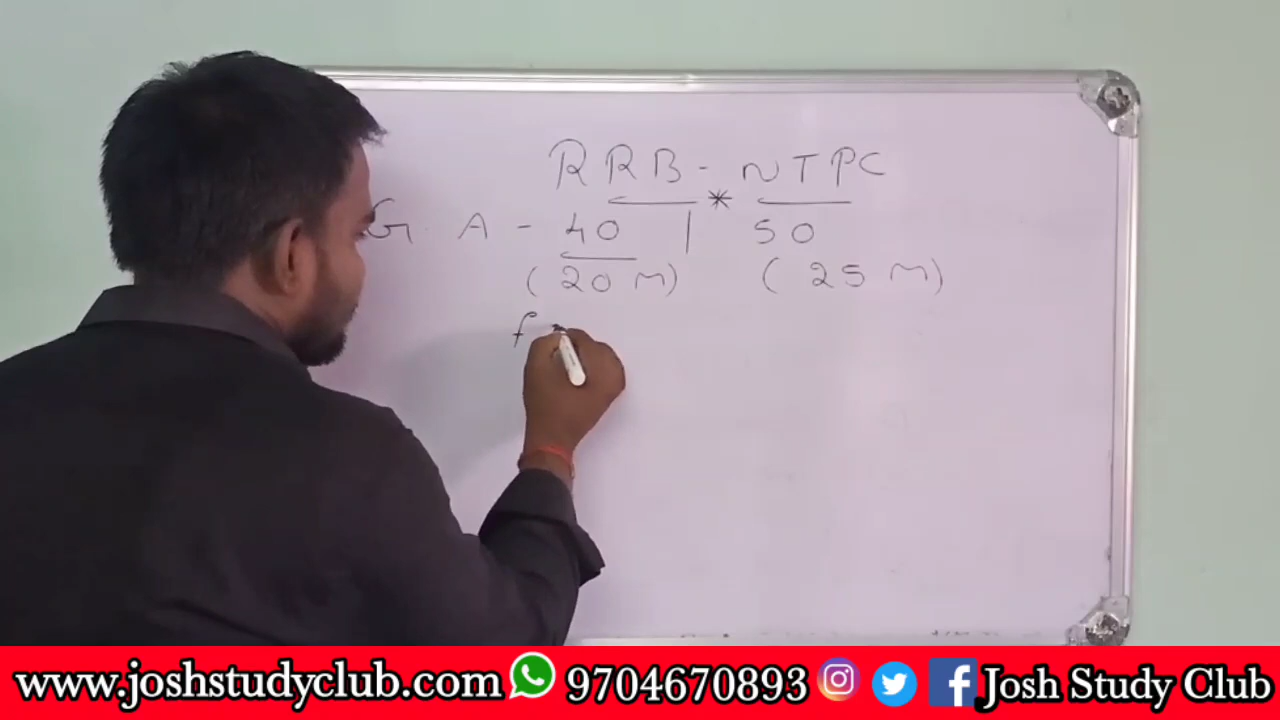 RRB - NTPC
*
G. A - 40 | 50
(20 M) (25 M)
f
www.joshstudyclub.com 9704670893 Josh Study Club